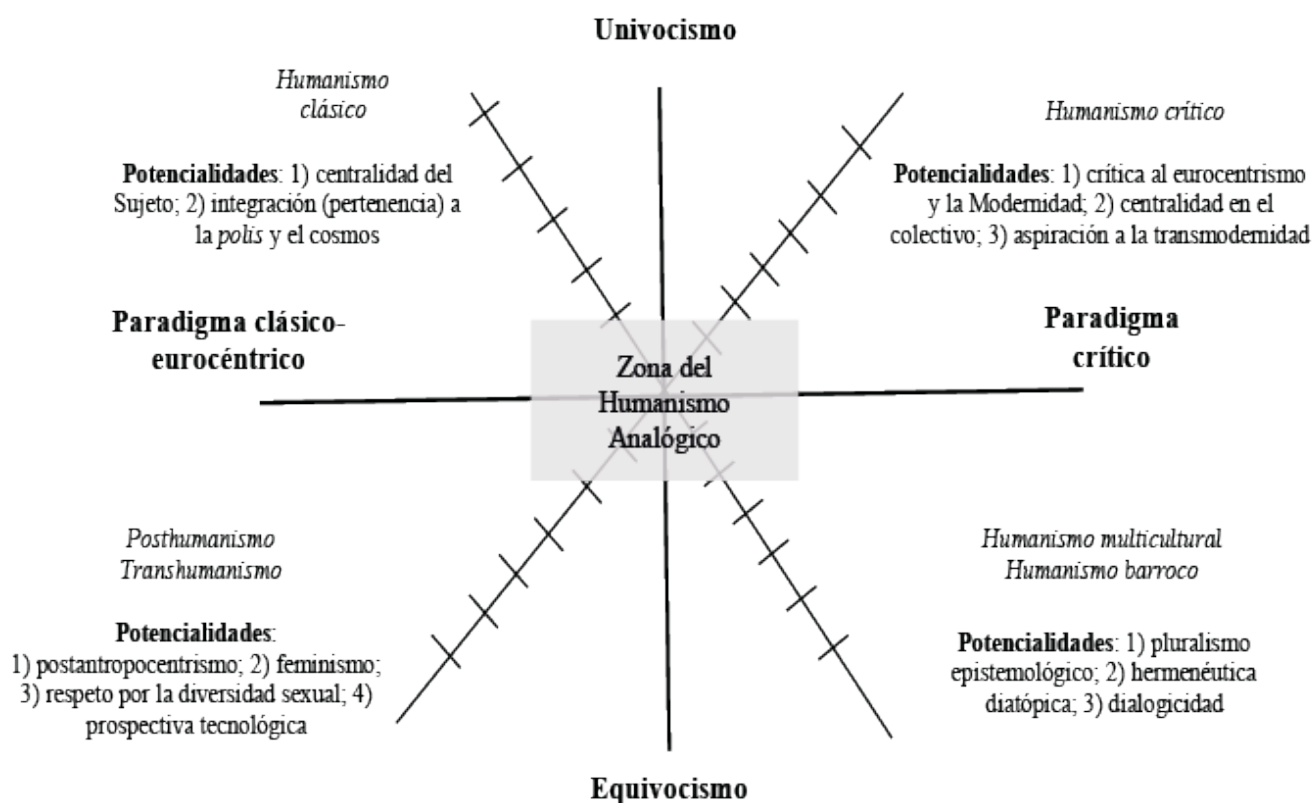 Univocismo
Humanismo
clásico
Potencialidades: 1) centralidad del
Sujeto; 2) integración (pertenencia) a
la polis y el cosmos
Humanismo crítico
Potencialidades: 1) crítica al eurocentrismo
y la Modernidad; 2) centralidad en el
colectivo; 3) aspiración a la transmodernidad
Paradigma clásico-
eurocéntrico
Zona del
Humanismo
Analógico
Paradigma
crítico
Posthumanismo
Transhumanismo
Potencialidades:
1) postantropocentrismo; 2) feminismo;
3) respeto por la diversidad sexual; 4)
prospectiva tecnológica
Humanismo multicultural
Humanismo barroco
Potencialidades: 1) pluralismo
epistemológico; 2) hermenéutica
diatópica; 3) dialogicidad
Equivocismo